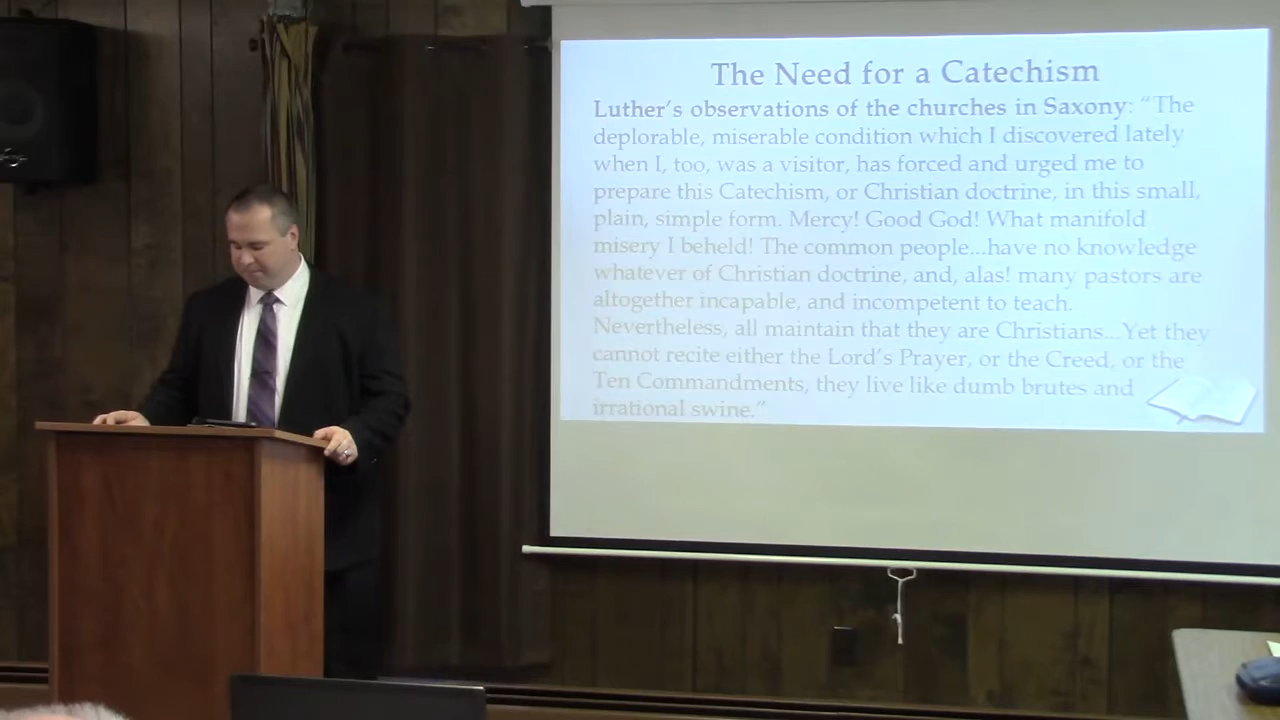 The Need for a Catechism
Luther's observations of the churches in Saxony: “The
deplorable, miserable condition which I discovered lately
when I, too, was a visitor, has forced and urged me to
prepare this Catechism, or Christian doctrine, in this small,
plain, simple form. Mercy! Good God! What manifold
misery I beheld! The common people...have no knowledge
whatever of Christian doctrine, and, alas! many pastors are
altogether incapable, and incompetent to teach.
Nevertheless, all maintain that they are Christians...Yet they
cannot recite either the Lord's Prayer, or the Creed, or the
Ten Commandments, they live like dumb brutes and
irrational swine.”